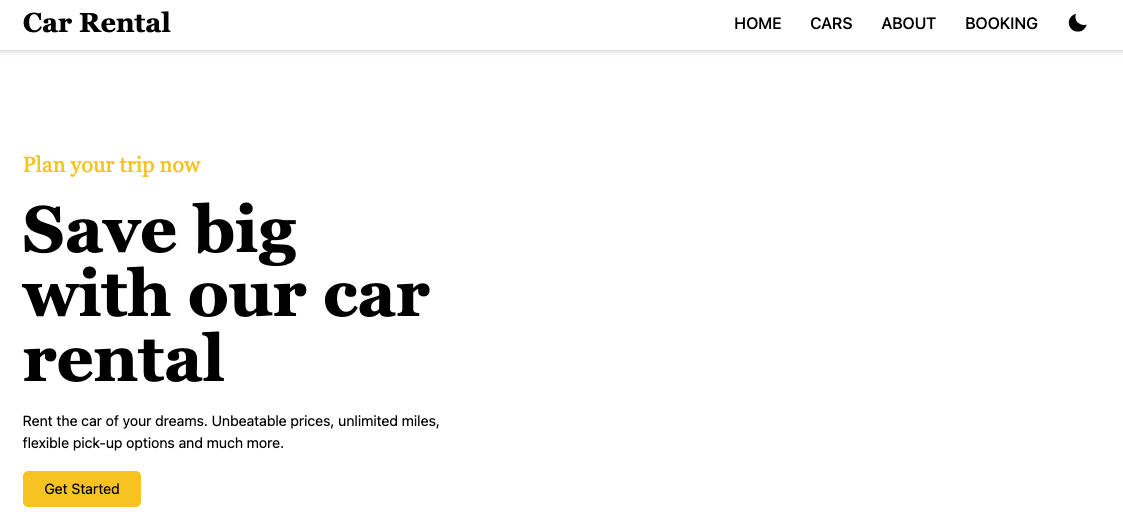 Car Rental
HOME CARS ABOUT BOOKING
Plan your trip now
Save big
with our car
rental
Rent the car of your dreams. Unbeatable prices, unlimited miles,
flexible pick-up options and much more.
Get Started